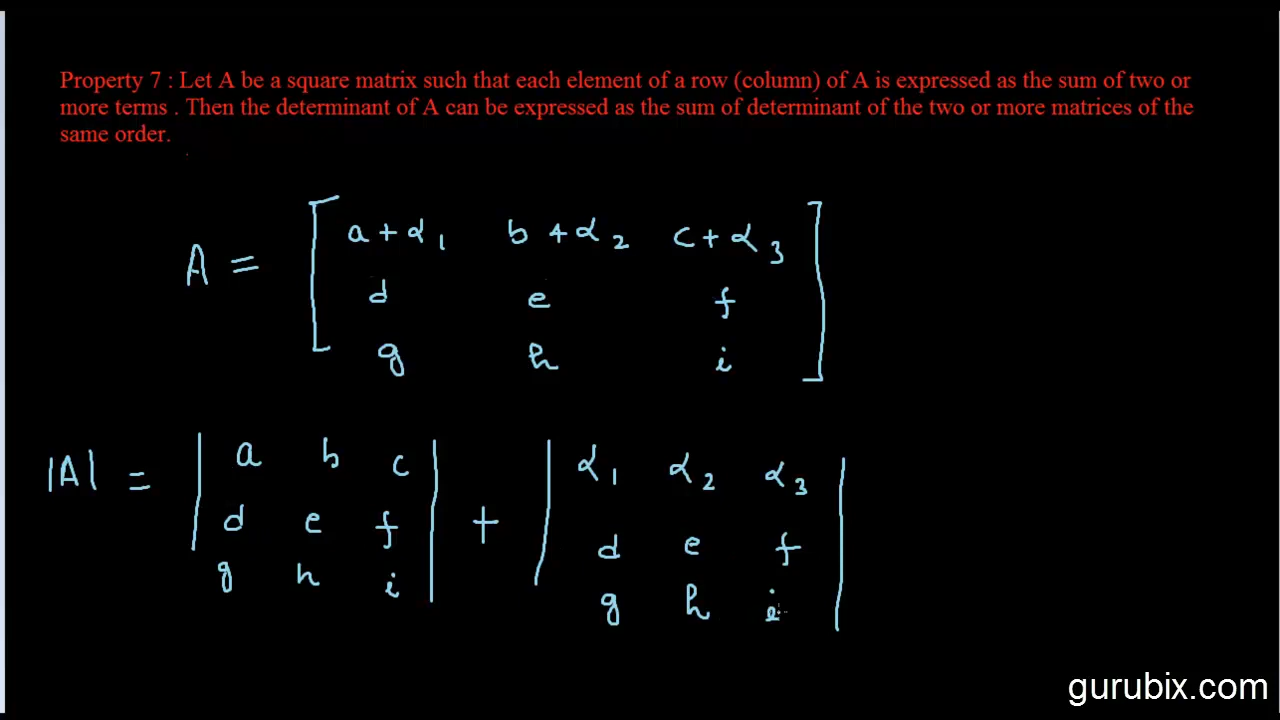 Property 7 : Let A be a square matrix such that each element of a row (column) of A is expressed as the sum of two or
more terms . Then the determinant of A can be expressed as the sum of determinant of the two or more matrices of the
same order.
a + α₁ b + α₂ c + α₃
A = [ d e f ]
g h i
a b c α₁ α₂ α₃
|A| = | d e f | + | d e f |
g h i g h i
gurubix.com